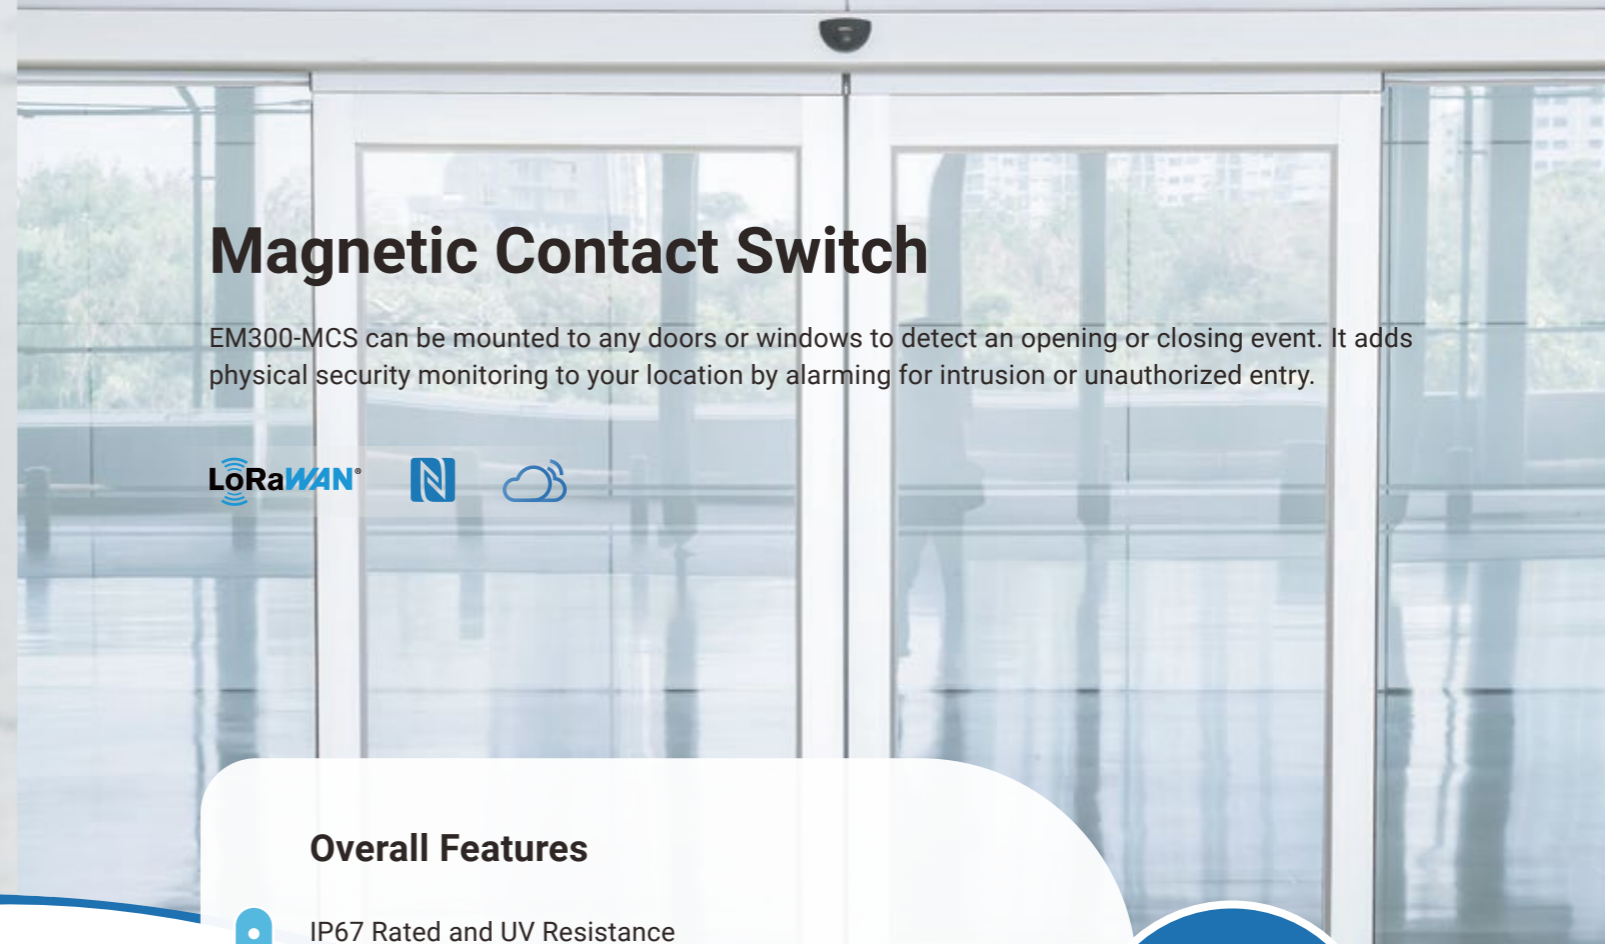 Magnetic Contact Switch
EM300-MCS can be mounted to any doors or windows to detect an opening or closing event. It adds
physical security monitoring to your location by alarming for intrusion or unauthorized entry.
LoRaWAN®
Overall Features
IP67 Rated and UV Resistance